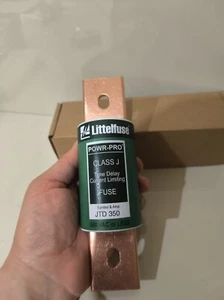 Littelfuse
POWR-PRO
CLASS J
Time Delay
Current Limiting
FUSE
JTD 350